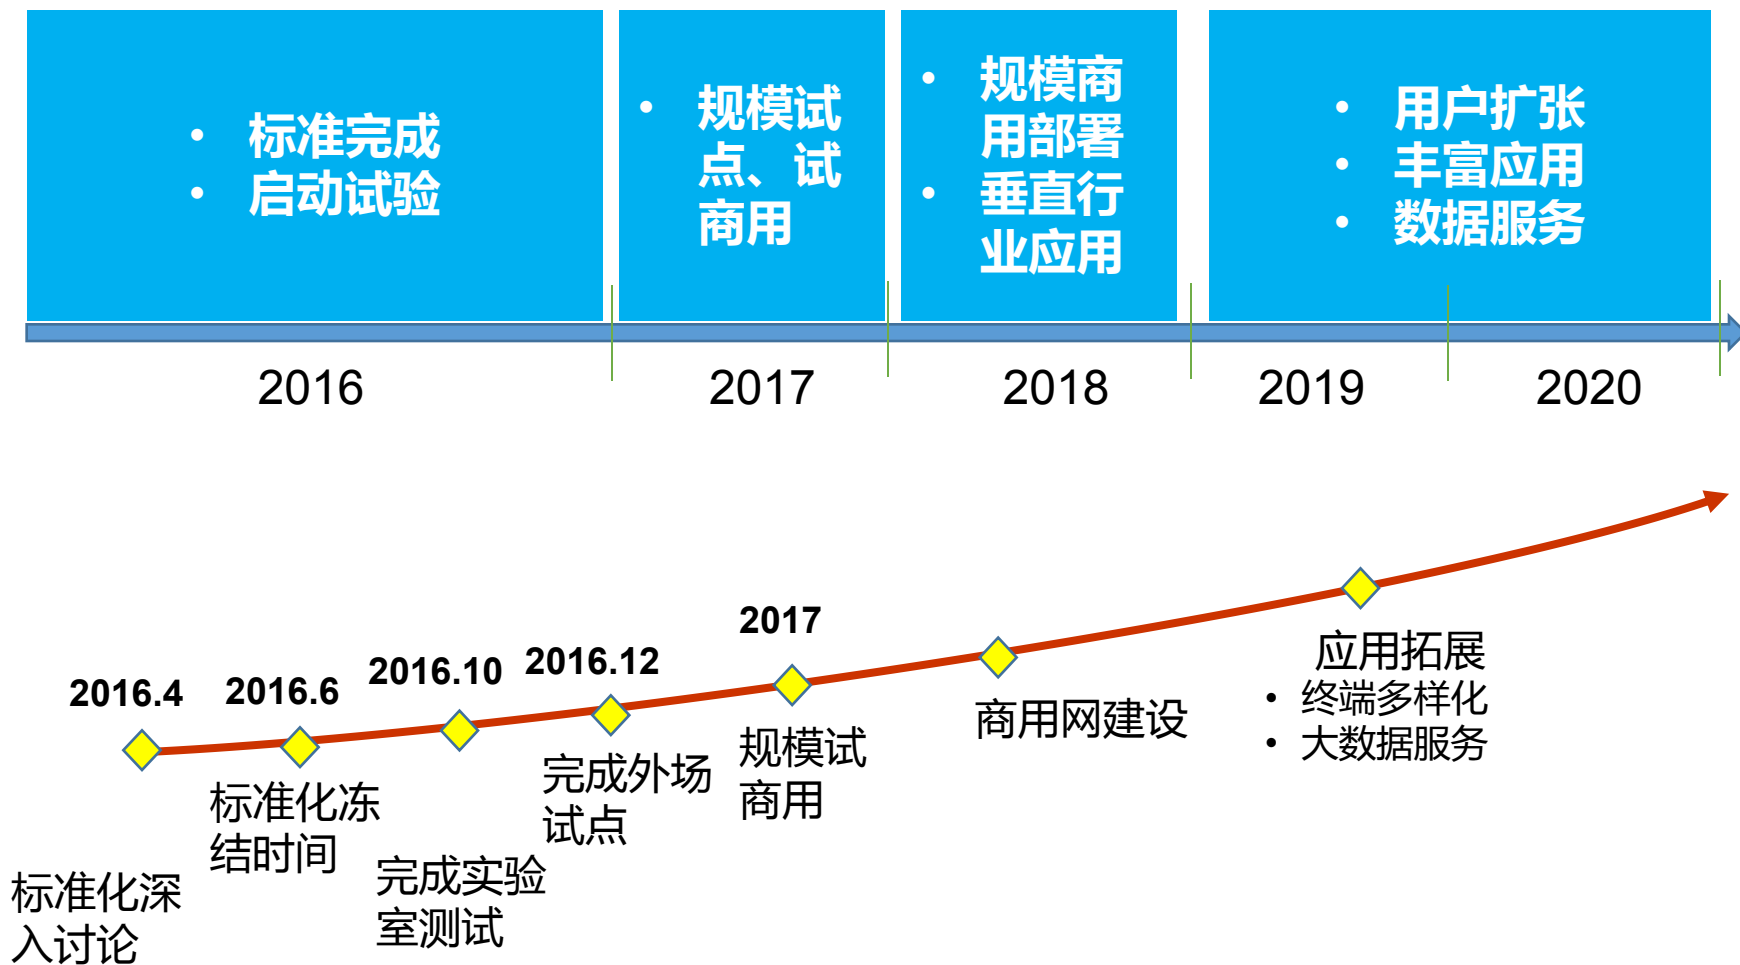 • 标准完成
• 启动试验
• 规模试
点、试
商用
• 规模商
用部署
• 垂直行
业应用
• 用户扩张
• 丰富应用
• 数据服务
2016
2017
2018
2019
2020
2016.4
标准化深
入讨论
2016.6
标准化冻
结时间
2016.10
完成实验
室测试
2016.12
完成外场
试点
2017
规模试
商用
商用网建设
应用拓展
• 终端多样化
• 大数据服务